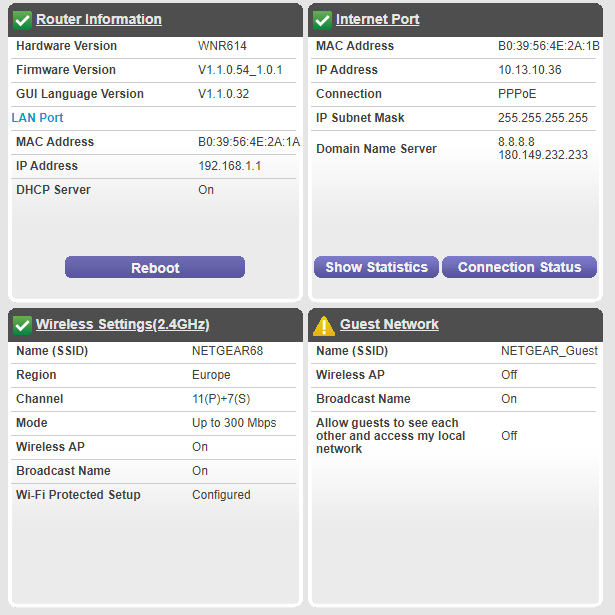 Router Information
Hardware Version WNR614
Firmware Version V1.1.0.54_1.0.1
GUI Language Version V1.1.0.32
LAN Port
MAC Address B0:39:56:4E:2A:1A
IP Address 192.168.1.1
DHCP Server On
Reboot
Internet Port
MAC Address B0:39:56:4E:2A:1B
IP Address 10.13.10.36
Connection PPPoE
IP Subnet Mask 255.255.255.255
Domain Name Server 8.8.8.8
180.149.232.233
Show Statistics Connection Status
Wireless Settings(2.4GHz)
Name (SSID) NETGEAR68
Region Europe
Channel 11(P)+7(S)
Mode Up to 300 Mbps
Wireless AP On
Broadcast Name On
Wi-Fi Protected Setup Configured
Guest Network
Name (SSID) NETGEAR_Guest
Wireless AP Off
Broadcast Name On
Allow guests to see each
other and access my local Off
network